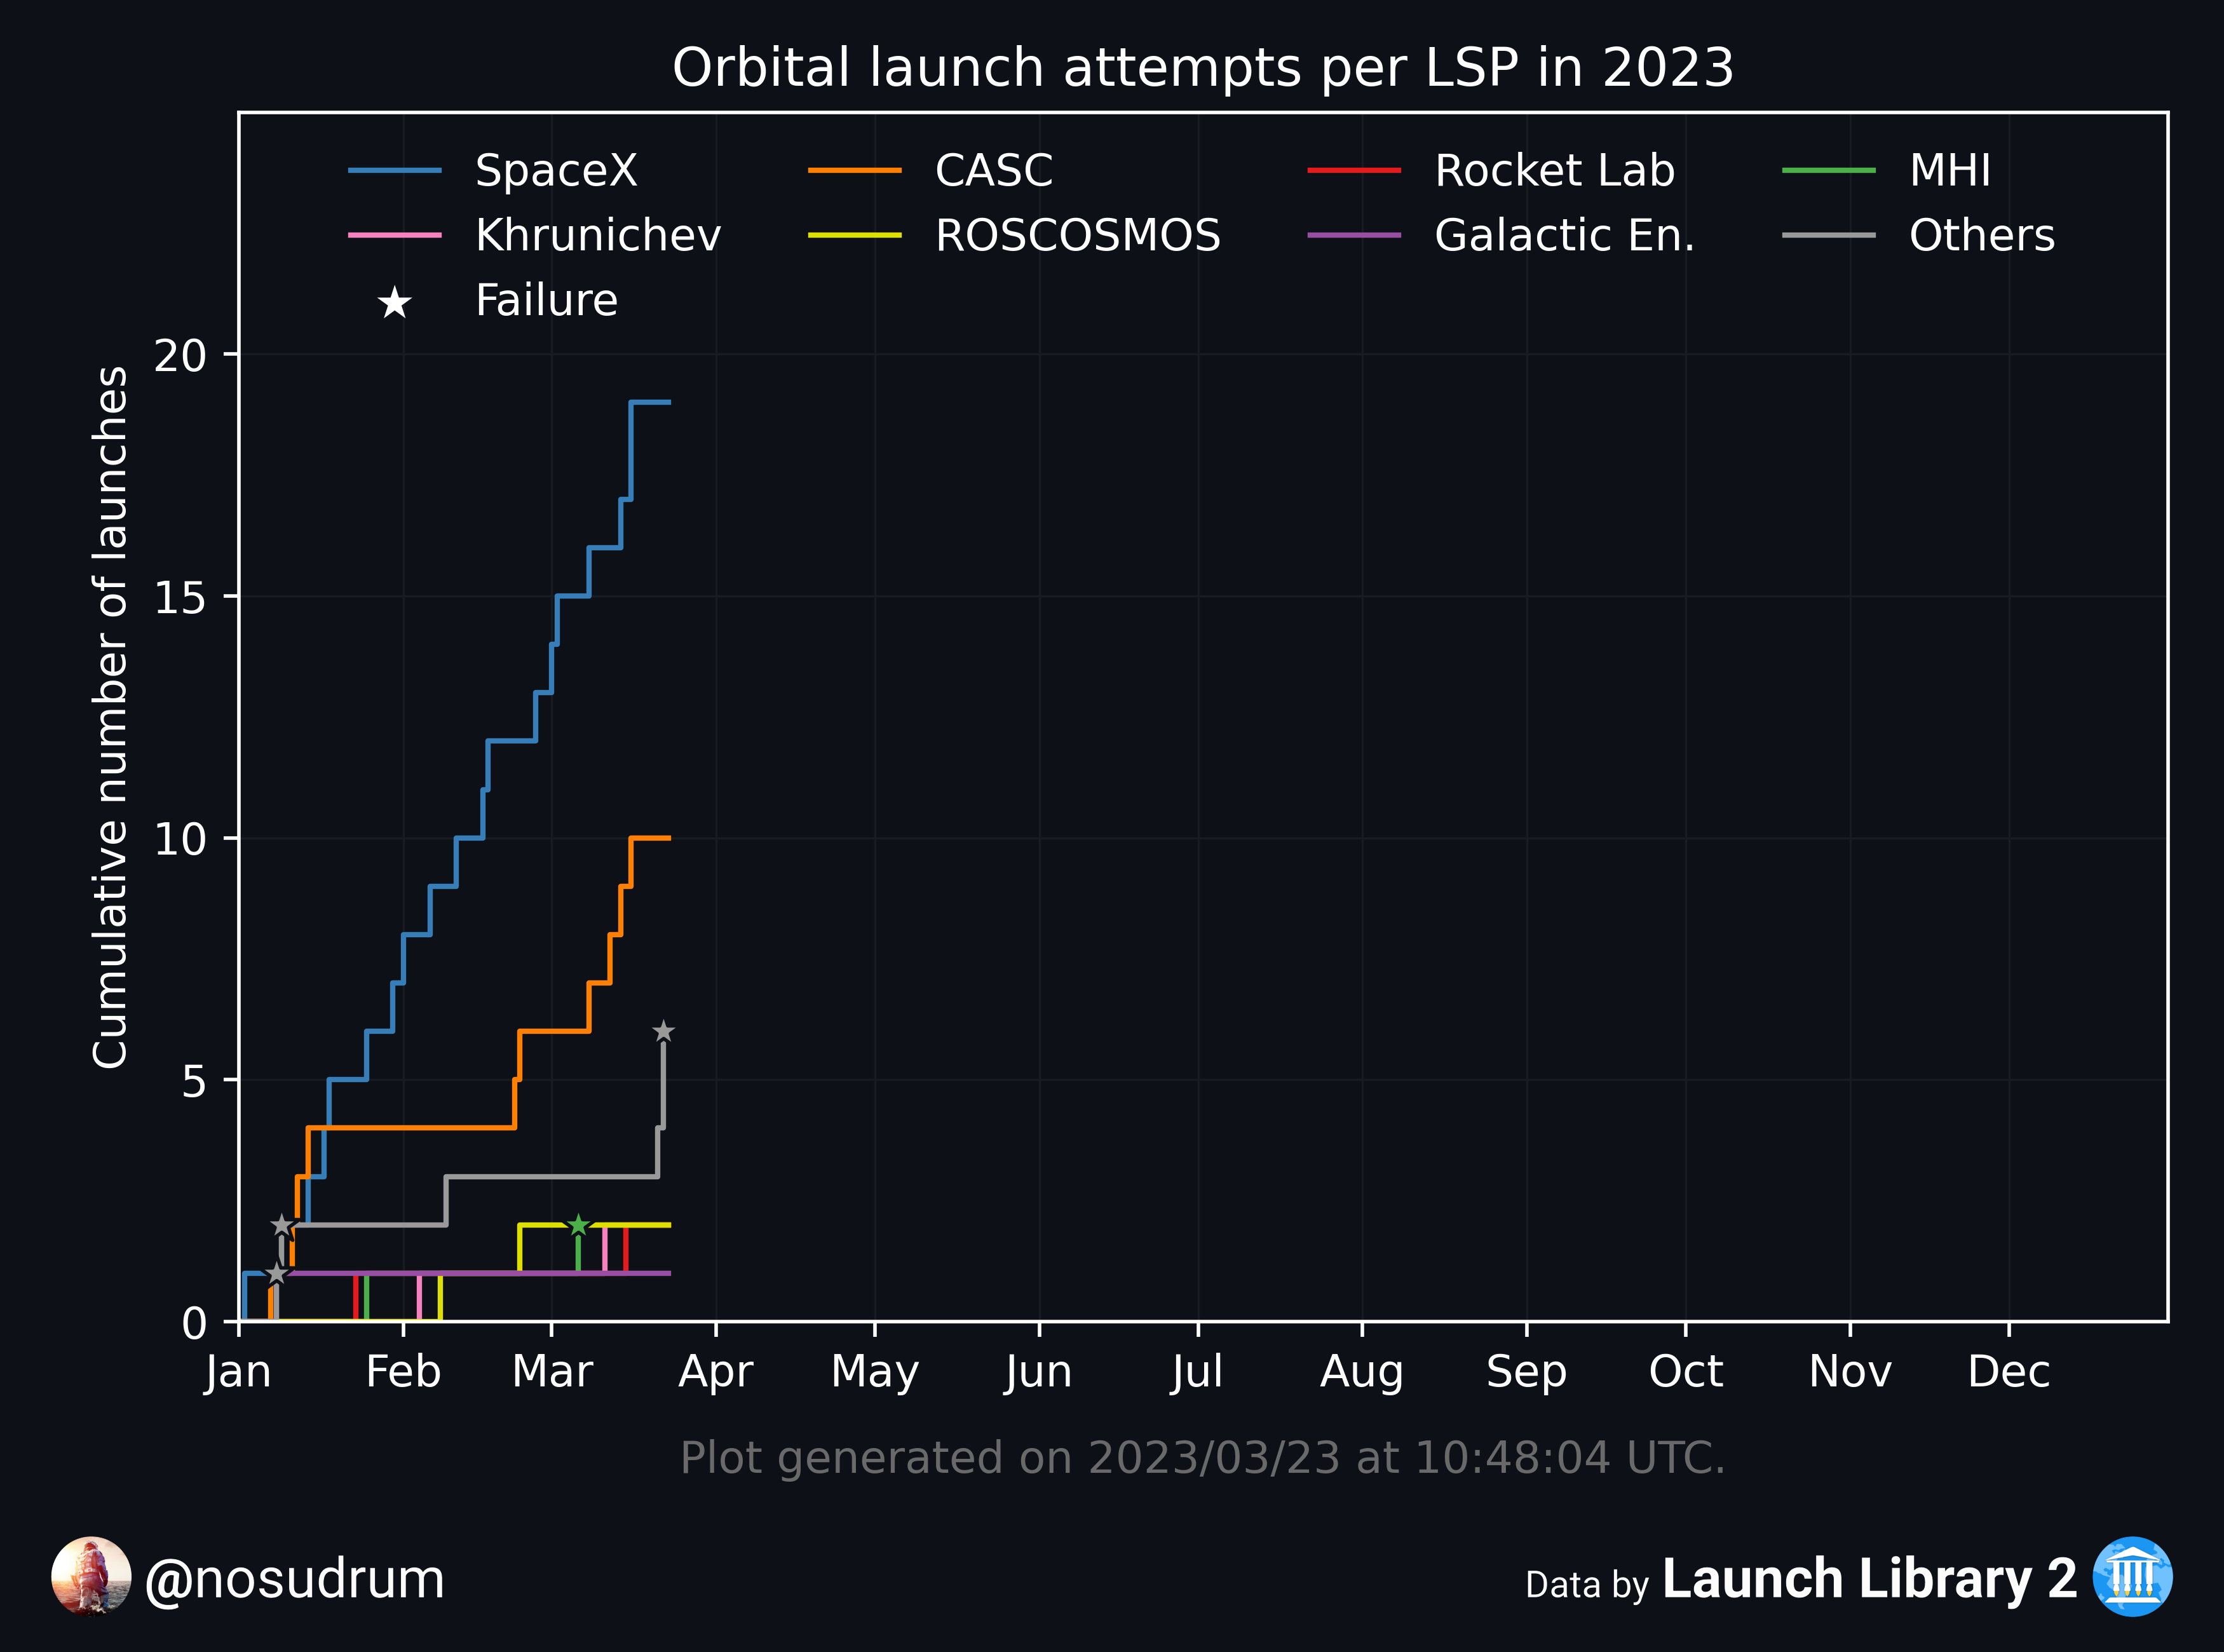 Orbital launch attempts per LSP in 2023
SpaceX CASC Rocket Lab MHI
Khrunichev ROSCOSMOS Galactic En. Others
Failure
Cumulative number of launches
20
15
10
5
0
Jan Feb Mar Apr May Jun Jul Aug Sep Oct Nov Dec
Plot generated on 2023/03/23 at 10:48:04 UTC.
@nosudrum
Data by Launch Library 2